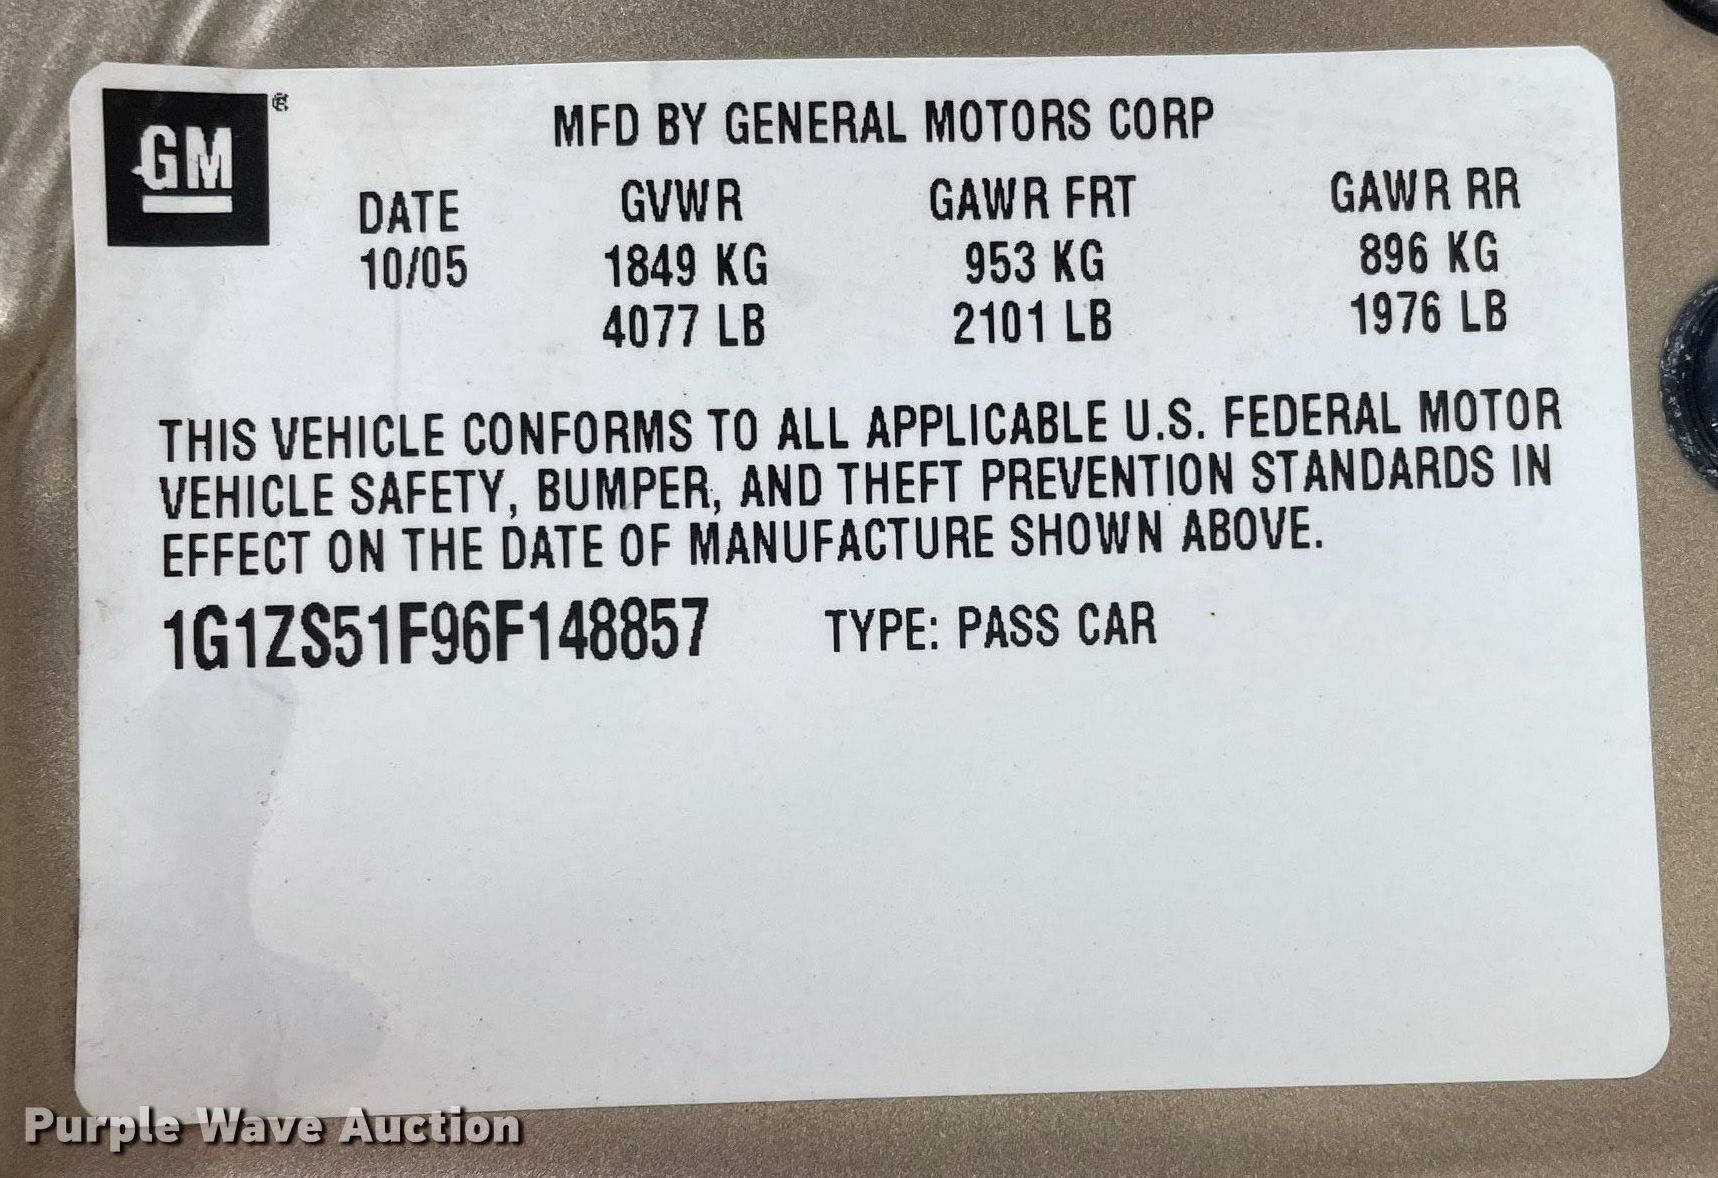 GM ®
MFD BY GENERAL MOTORS CORP
DATE GVWR GAWR FRT GAWR RR
10/05 1849 KG 953 KG 896 KG
4077 LB 2101 LB 1976 LB
THIS VEHICLE CONFORMS TO ALL APPLICABLE U.S. FEDERAL MOTOR
VEHICLE SAFETY, BUMPER, AND THEFT PREVENTION STANDARDS IN
EFFECT ON THE DATE OF MANUFACTURE SHOWN ABOVE.
1G1ZS51F96F148857 TYPE: PASS CAR
Purple Wave Auction